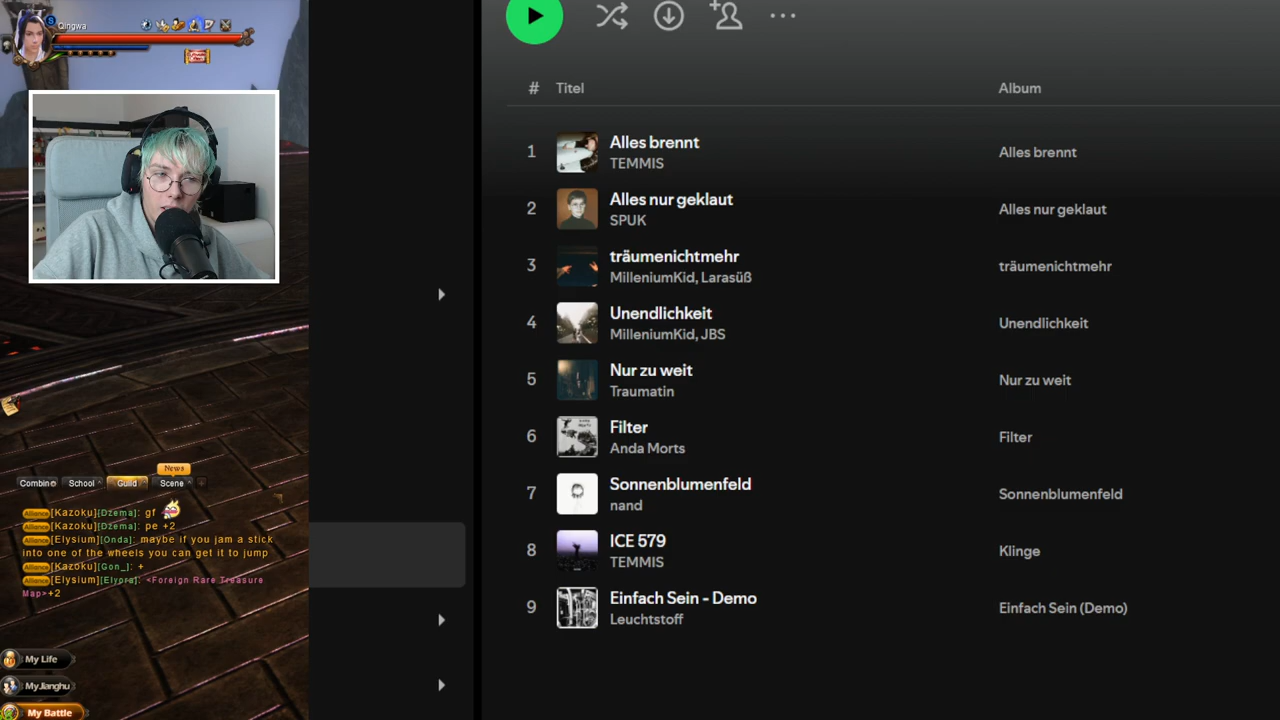 Qingwa
News
Combine
School
Guild
Scene
Alliance [Kazoku][Dzema]: gf
Alliance [Kazoku][Dzema]: pe +2
Alliance [Elysium][Onda]: maybe if you jam a stick
into one of the wheels you can get it to jump
Alliance [Kazoku][Gon_]: +
Alliance [Elysium][Elyora]: <Foreign Rare Treasure
Map>+2
My Life
MyJianghu
My Battle
# Titel Album
1 Alles brennt Alles brennt
TEMMIS
2 Alles nur geklaut Alles nur geklaut
SPUK
3 träumenichtmehr träumenichtmehr
MilleniumKid, Larasüß
4 Unendlichkeit Unendlichkeit
MilleniumKid, JBS
5 Nur zu weit Nur zu weit
Traumatin
6 Filter Filter
Anda Morts
7 Sonnenblumenfeld Sonnenblumenfeld
nand
8 ICE 579 Klinge
TEMMIS
9 Einfach Sein - Demo Einfach Sein (Demo)
Leuchtstoff